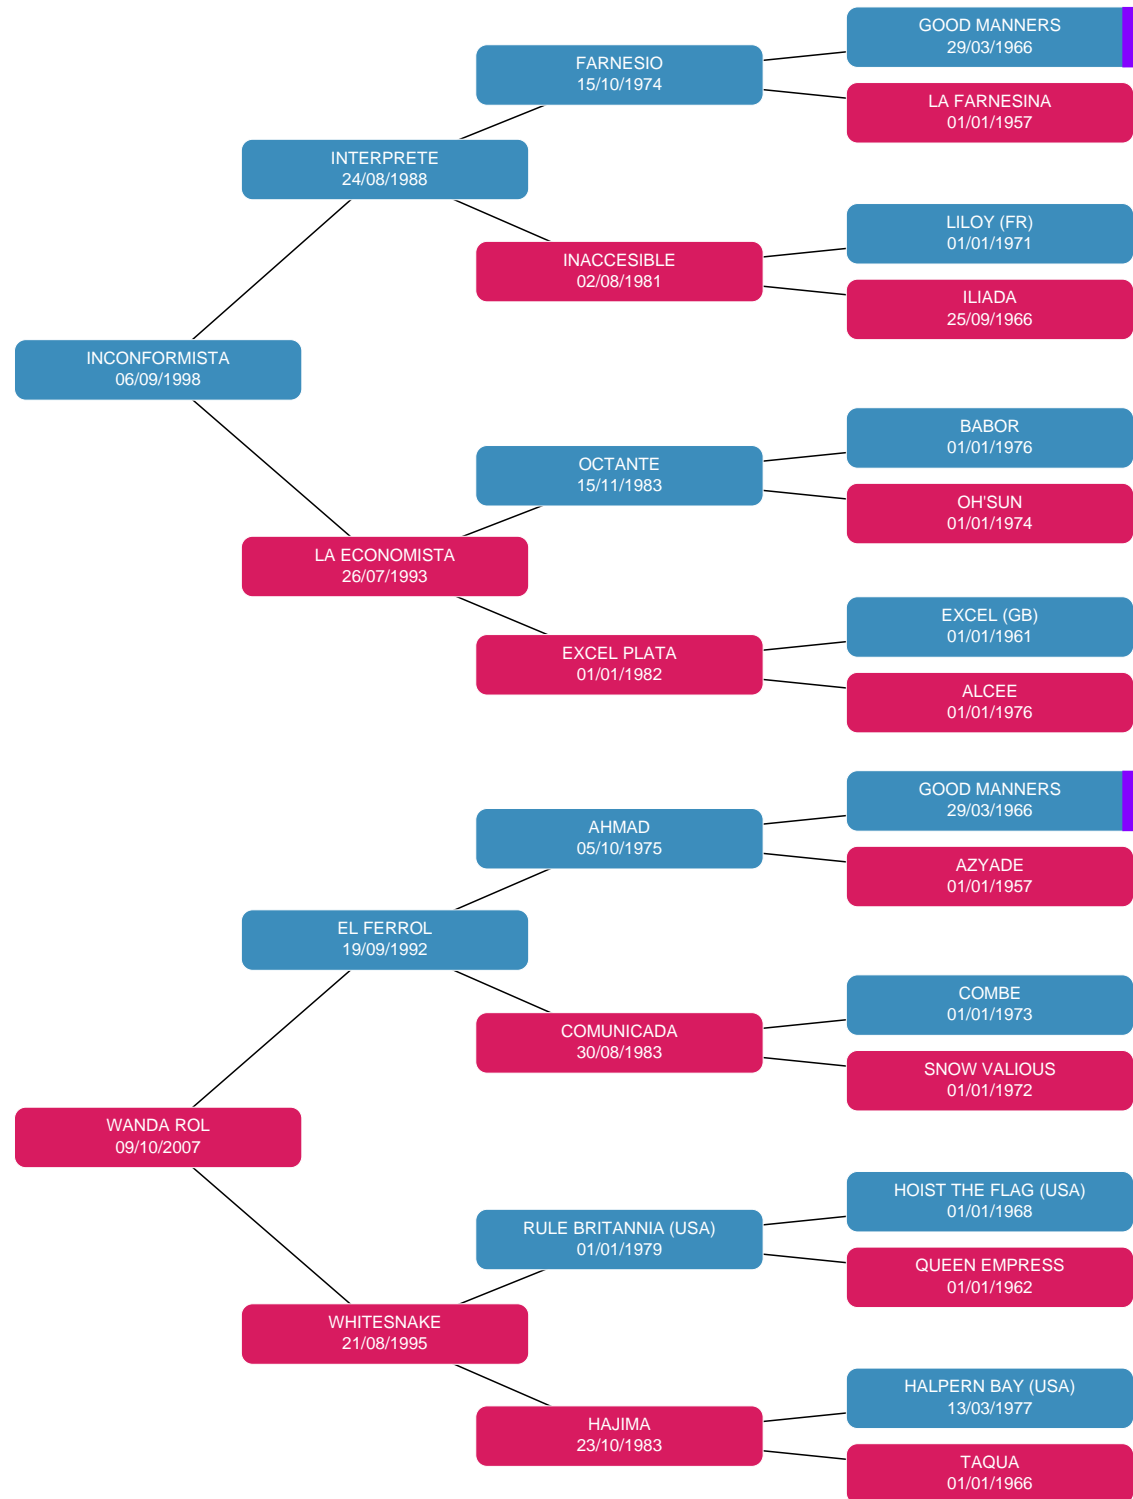 GOOD MANNERS
29/03/1966
FARNESIO
15/10/1974
LA FARNESINA
01/01/1957
INTERPRETE
24/08/1988
LILOY (FR)
01/01/1971
INACCESIBLE
02/08/1981
ILIADA
25/09/1966
INCONFORMISTA
06/09/1998
BABOR
01/01/1976
OCTANTE
15/11/1983
OH'SUN
01/01/1974
LA ECONOMISTA
26/07/1993
EXCEL (GB)
01/01/1961
EXCEL PLATA
01/01/1982
ALCEE
01/01/1976
GOOD MANNERS
29/03/1966
AHMAD
05/10/1975
AZYADE
01/01/1957
EL FERROL
19/09/1992
COMBE
01/01/1973
COMUNICADA
30/08/1983
SNOW VALIOUS
01/01/1972
WANDA ROL
09/10/2007
HOIST THE FLAG (USA)
01/01/1968
RULE BRITANNIA (USA)
01/01/1979
QUEEN EMPRESS
01/01/1962
WHITESNAKE
21/08/1995
HALPERN BAY (USA)
13/03/1977
HAJIMA
23/10/1983
TAQUA
01/01/1966